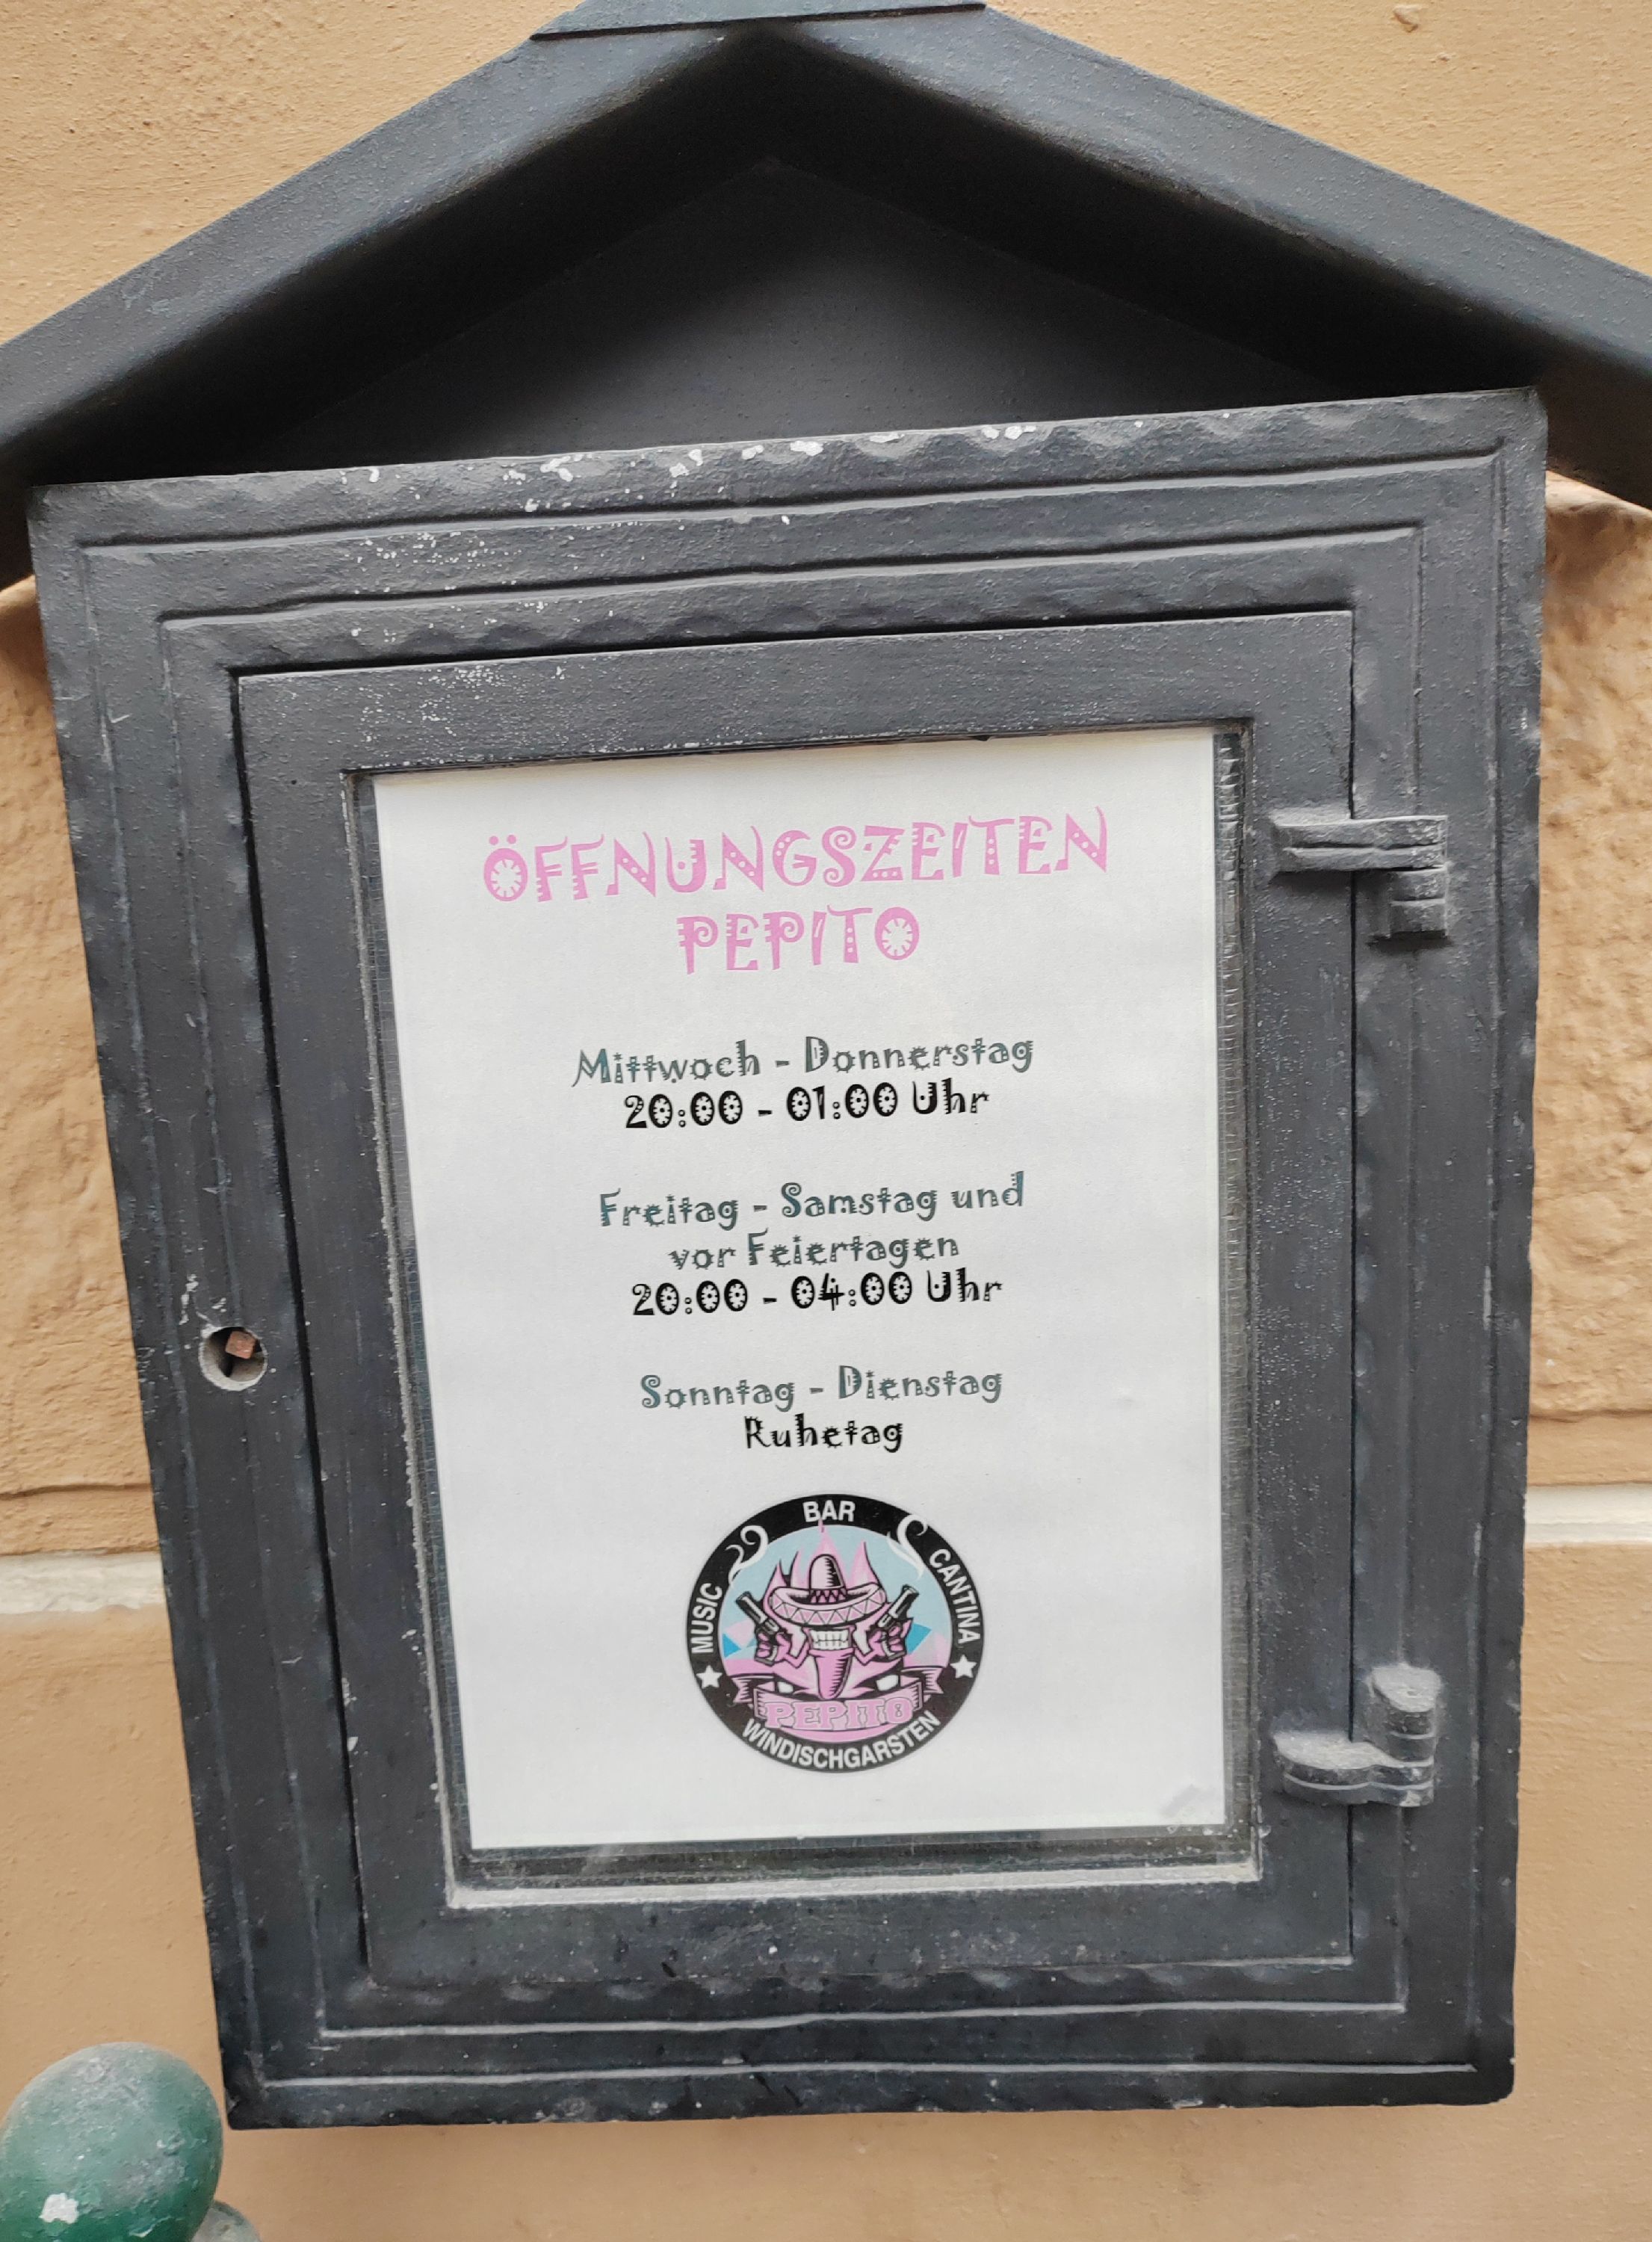 ÖFFNUNGSZEITEN
PEPITO
Mittwoch - Donnerstag
20:00 - 01:00 Uhr
Freitag - Samstag und
vor Feiertagen
20:00 - 04:00 Uhr
Sonntag - Dienstag
Ruhetag
MUSIC BAR CANTINA
PEPITO
WINDISCHGARSTEN